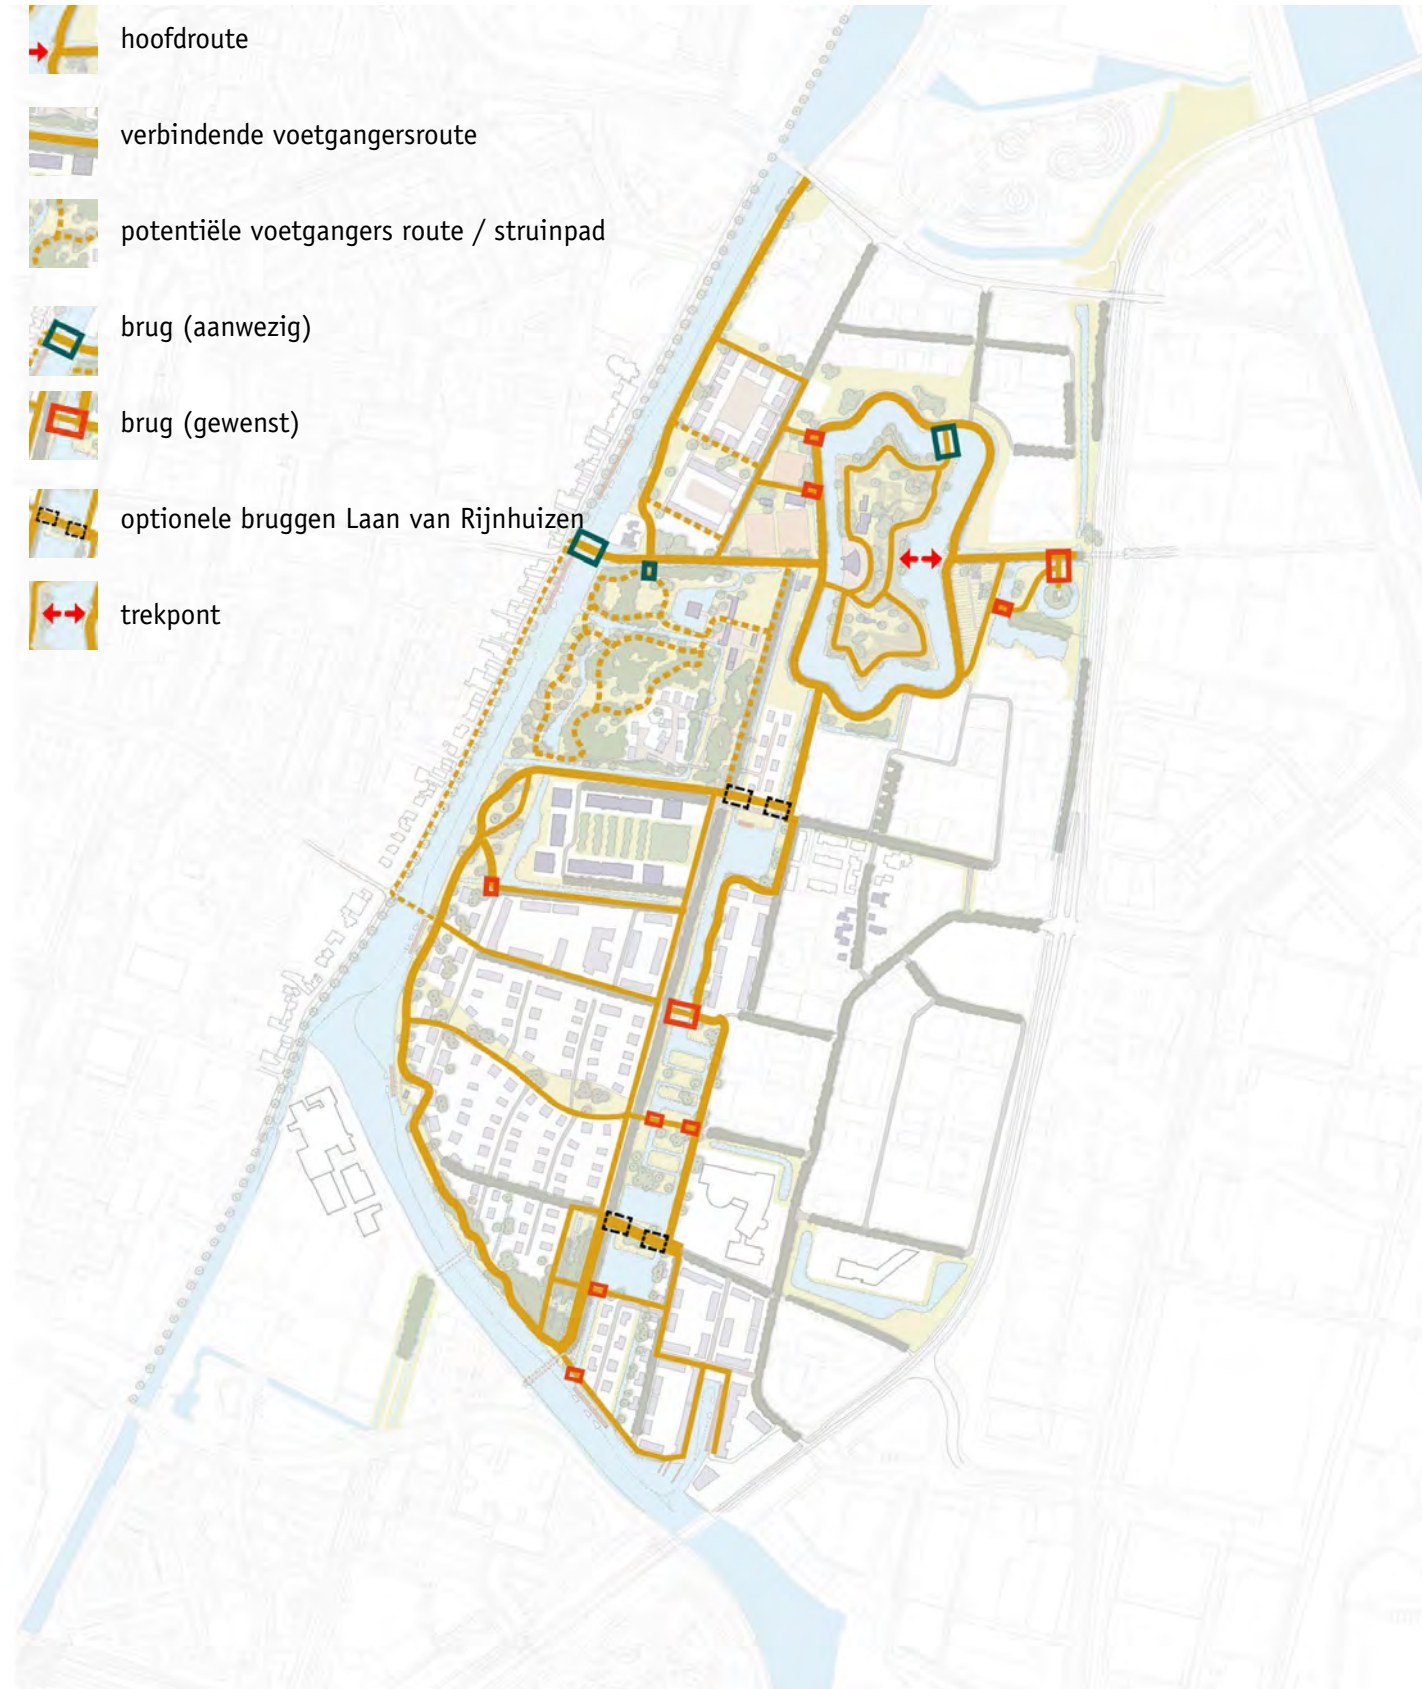 hoofdroute
verbindende voetgangersroute
potentiële voetgangers route / struinpad
brug (aanwezig)
brug (gewenst)
optionele bruggen Laan van Rijnhuizen
trekpont